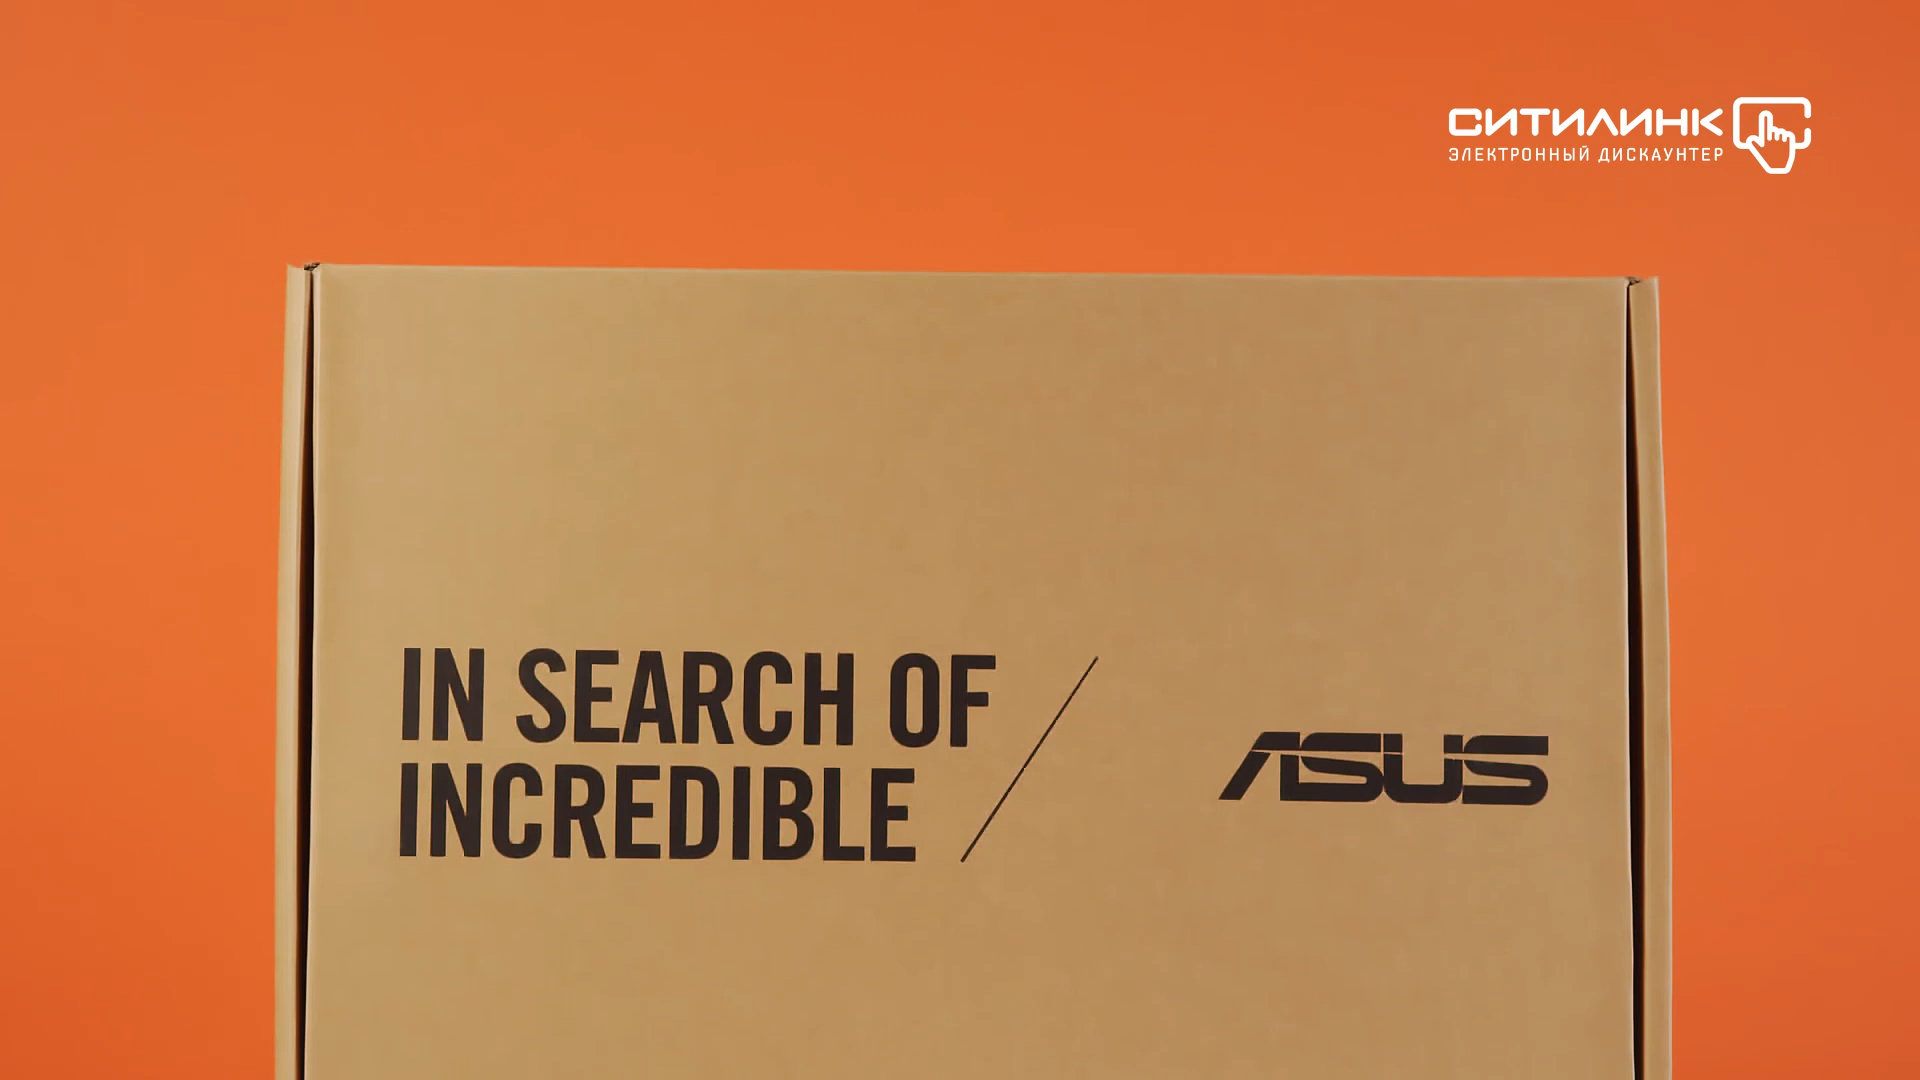 СИТИЛИНК
ЭЛЕКТРОННЫЙ ДИСКАУНТЕР
IN SEARCH OF
INCREDIBLE
ASUS